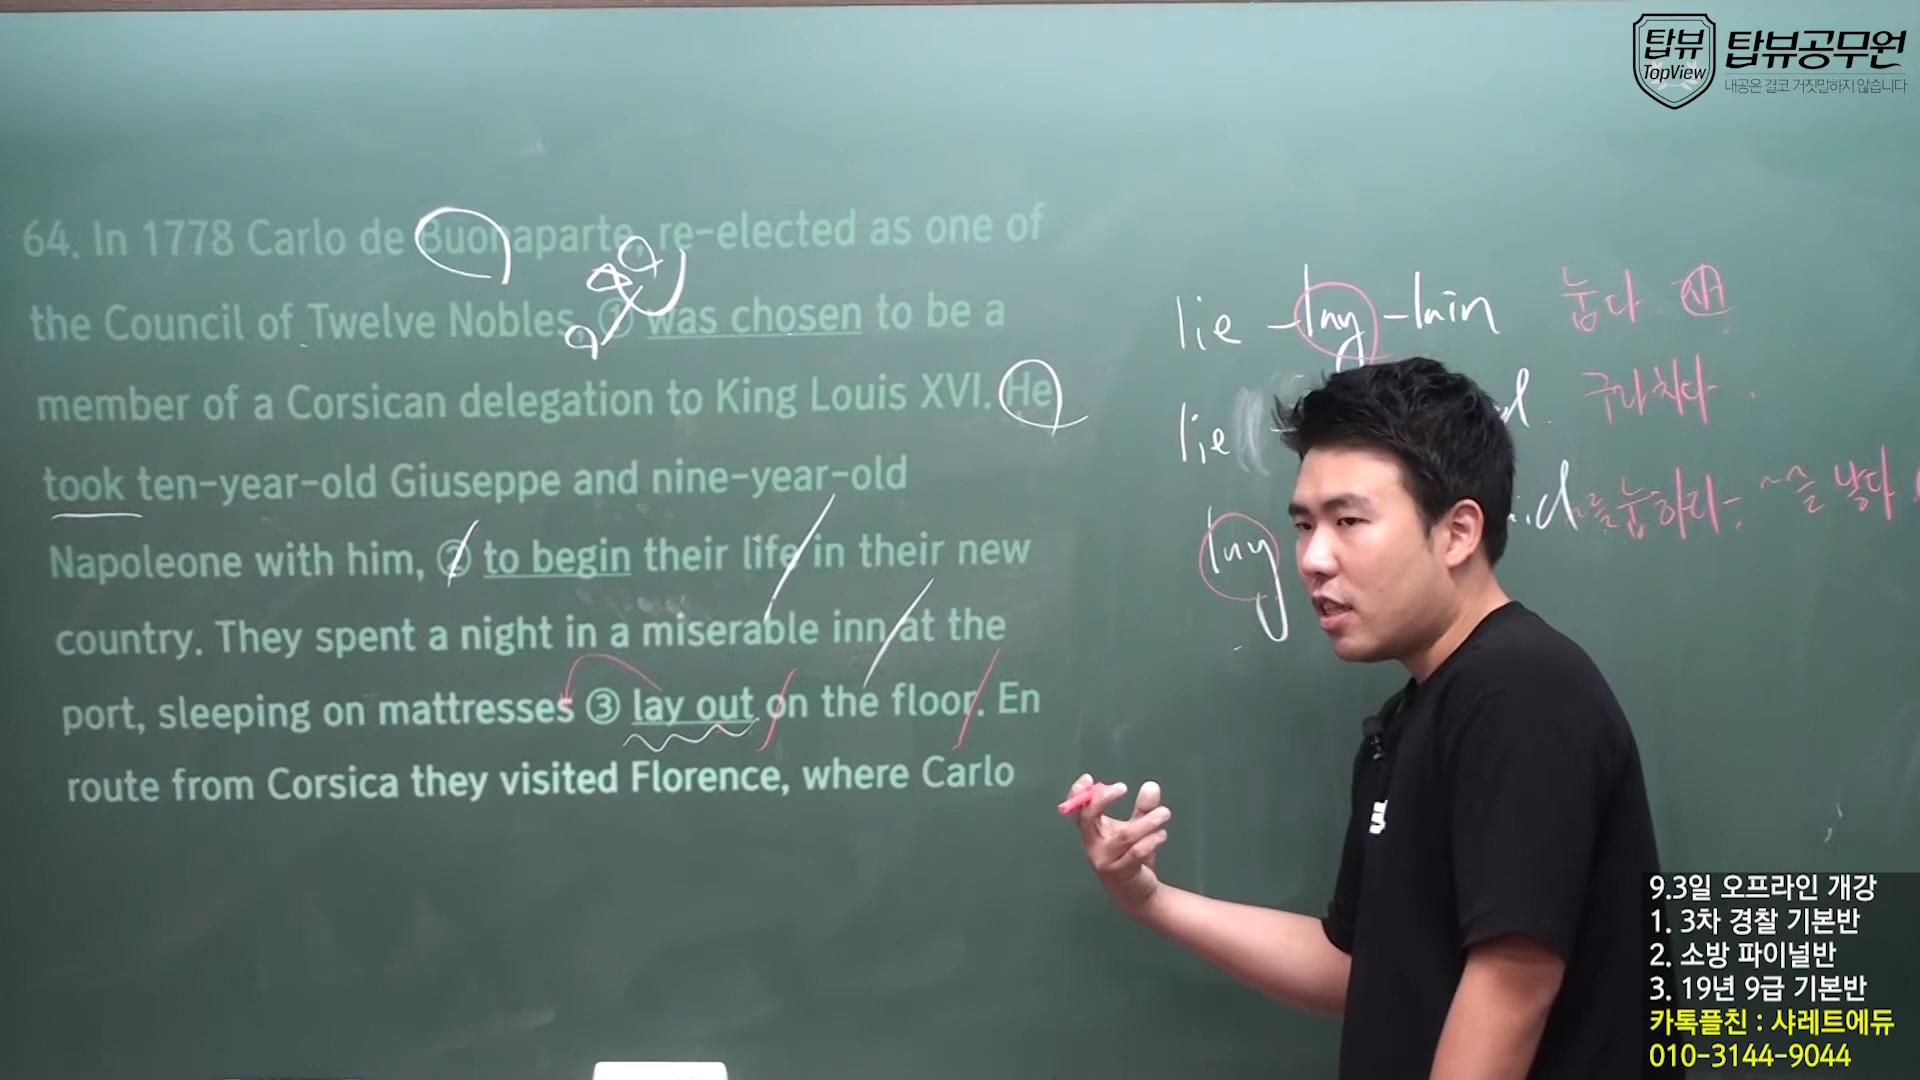 탑뷰
TopView
탑뷰공무원
내공은 결코 거짓말하지 않습니다
64. In 1778 Carlo de Buonaparte, re-elected as one of
the Council of Twelve Nobles, ① was chosen to be a
member of a Corsican delegation to King Louis XVI. He
took ten-year-old Giuseppe and nine-year-old
Napoleone with him, ② to begin their life in their new
country. They spent a night in a miserable inn at the
port, sleeping on mattresses ③ lay out on the floor. En
route from Corsica they visited Florence, where Carlo
lie - lay - lain 눕다
lie 구라치다.
lay 를 눕히다. ~을 낳다
9.3일 오프라인 개강
1. 3차 경찰 기본반
2. 소방 파이널반
3. 19년 9급 기본반
카톡플친 : 샤레트에듀
010-3144-9044